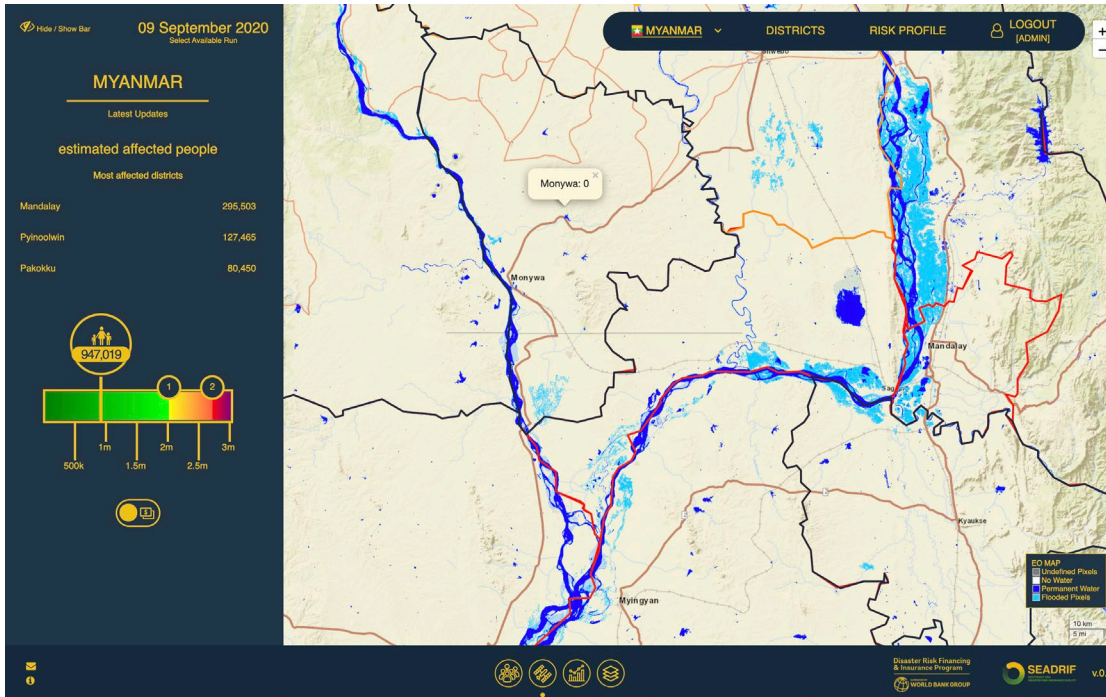 Hide / Show Bar
09 September 2020
Select Available Run
MYANMAR
Latest Updates
estimated affected people
Most affected districts
Mandalay 295,503
Pyinoolwin 127,465
Pakokku 80,450
947,019
1 2
500k 1m 1.5m 2m 2.5m 3m
MYANMAR
DISTRICTS
RISK PROFILE
LOGOUT
[ADMIN]
+
−
Monywa: 0
×
Monywa
Mandalay
Kyaukse
Myingyan
EO MAP
Undefined Pixels
No Water
Permanent Water
Flooded Pixels
10 km
5 mi
Disaster Risk Financing
& Insurance Program
WORLD BANK GROUP
SEADRIF
v.0.